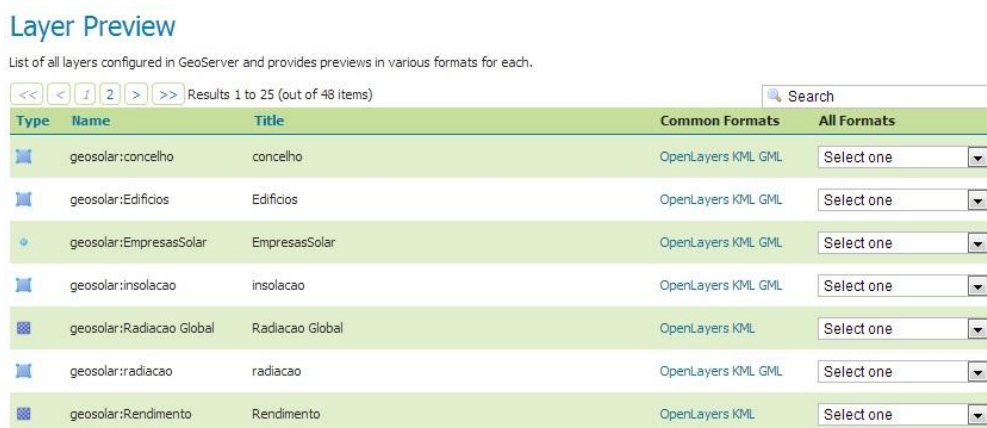 Layer Preview
List of all layers configured in GeoServer and provides previews in various formats for each.
<< < 1 2 > >> Results 1 to 25 (out of 48 items) Search
Type Name Title Common Formats All Formats
geosolar:concelho concelho OpenLayers KML GML Select one
geosolar:Edificios Edificios OpenLayers KML GML Select one
geosolar:EmpresasSolar EmpresasSolar OpenLayers KML GML Select one
geosolar:insolacao insolacao OpenLayers KML GML Select one
geosolar:Radiacao Global Radiacao Global OpenLayers KML Select one
geosolar:radiacao radiacao OpenLayers KML GML Select one
geosolar:Rendimento Rendimento OpenLayers KML Select one